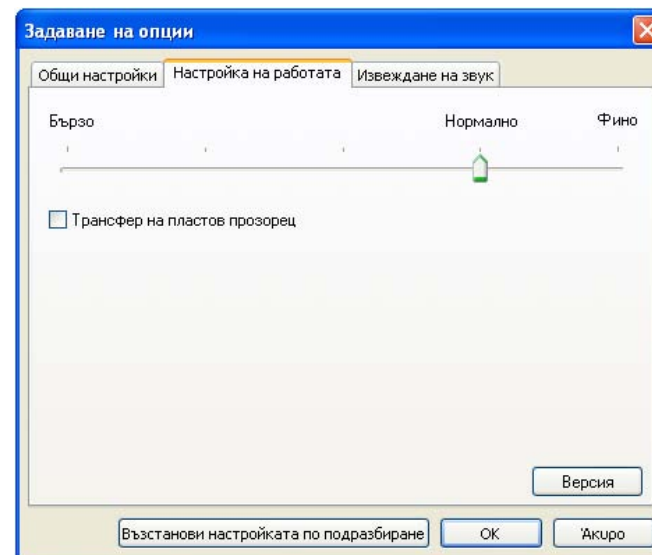 Задаване на опции
Общи настройки Настройка на работата Извеждане на звук
Бързо Нормално Фино
Трансфер на пластов прозорец
Версия
Възстанови настройката по подразбиране OK 'Акиро